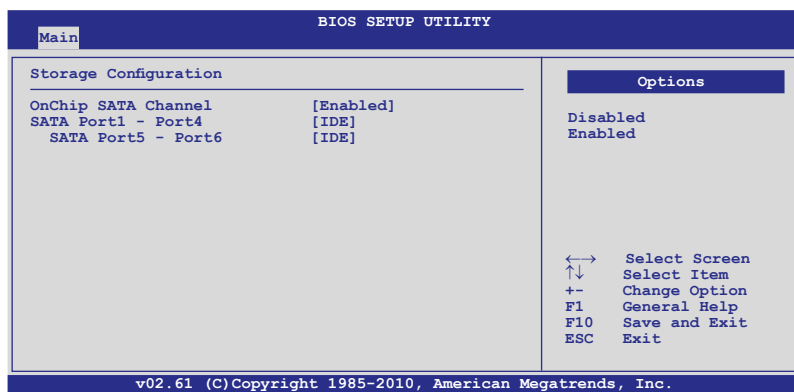 BIOS SETUP UTILITY
Main
Storage Configuration
OnChip SATA Channel [Enabled]
SATA Port1 - Port4 [IDE]
SATA Port5 - Port6 [IDE]
Options
Disabled
Enabled
←→ Select Screen
↑↓ Select Item
+- Change Option
F1 General Help
F10 Save and Exit
ESC Exit
v02.61 (C)Copyright 1985-2010, American Megatrends, Inc.